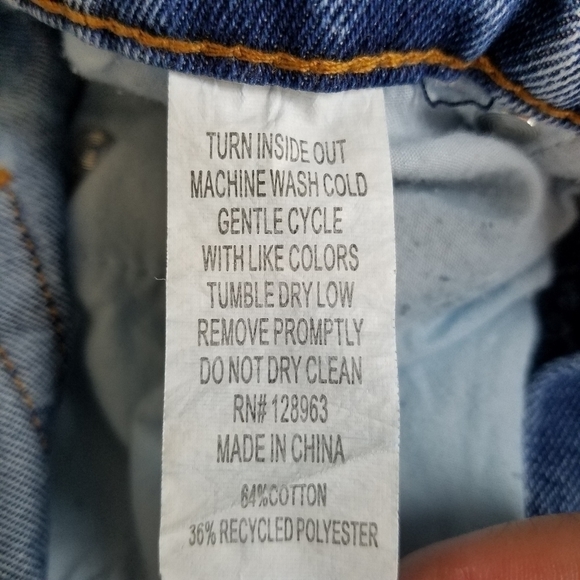 TURN INSIDE OUT
MACHINE WASH COLD
GENTLE CYCLE
WITH LIKE COLORS
TUMBLE DRY LOW
REMOVE PROMPTLY
DO NOT DRY CLEAN
RN# 128963
MADE IN CHINA
64%COTTON
36% RECYCLED POLYESTER